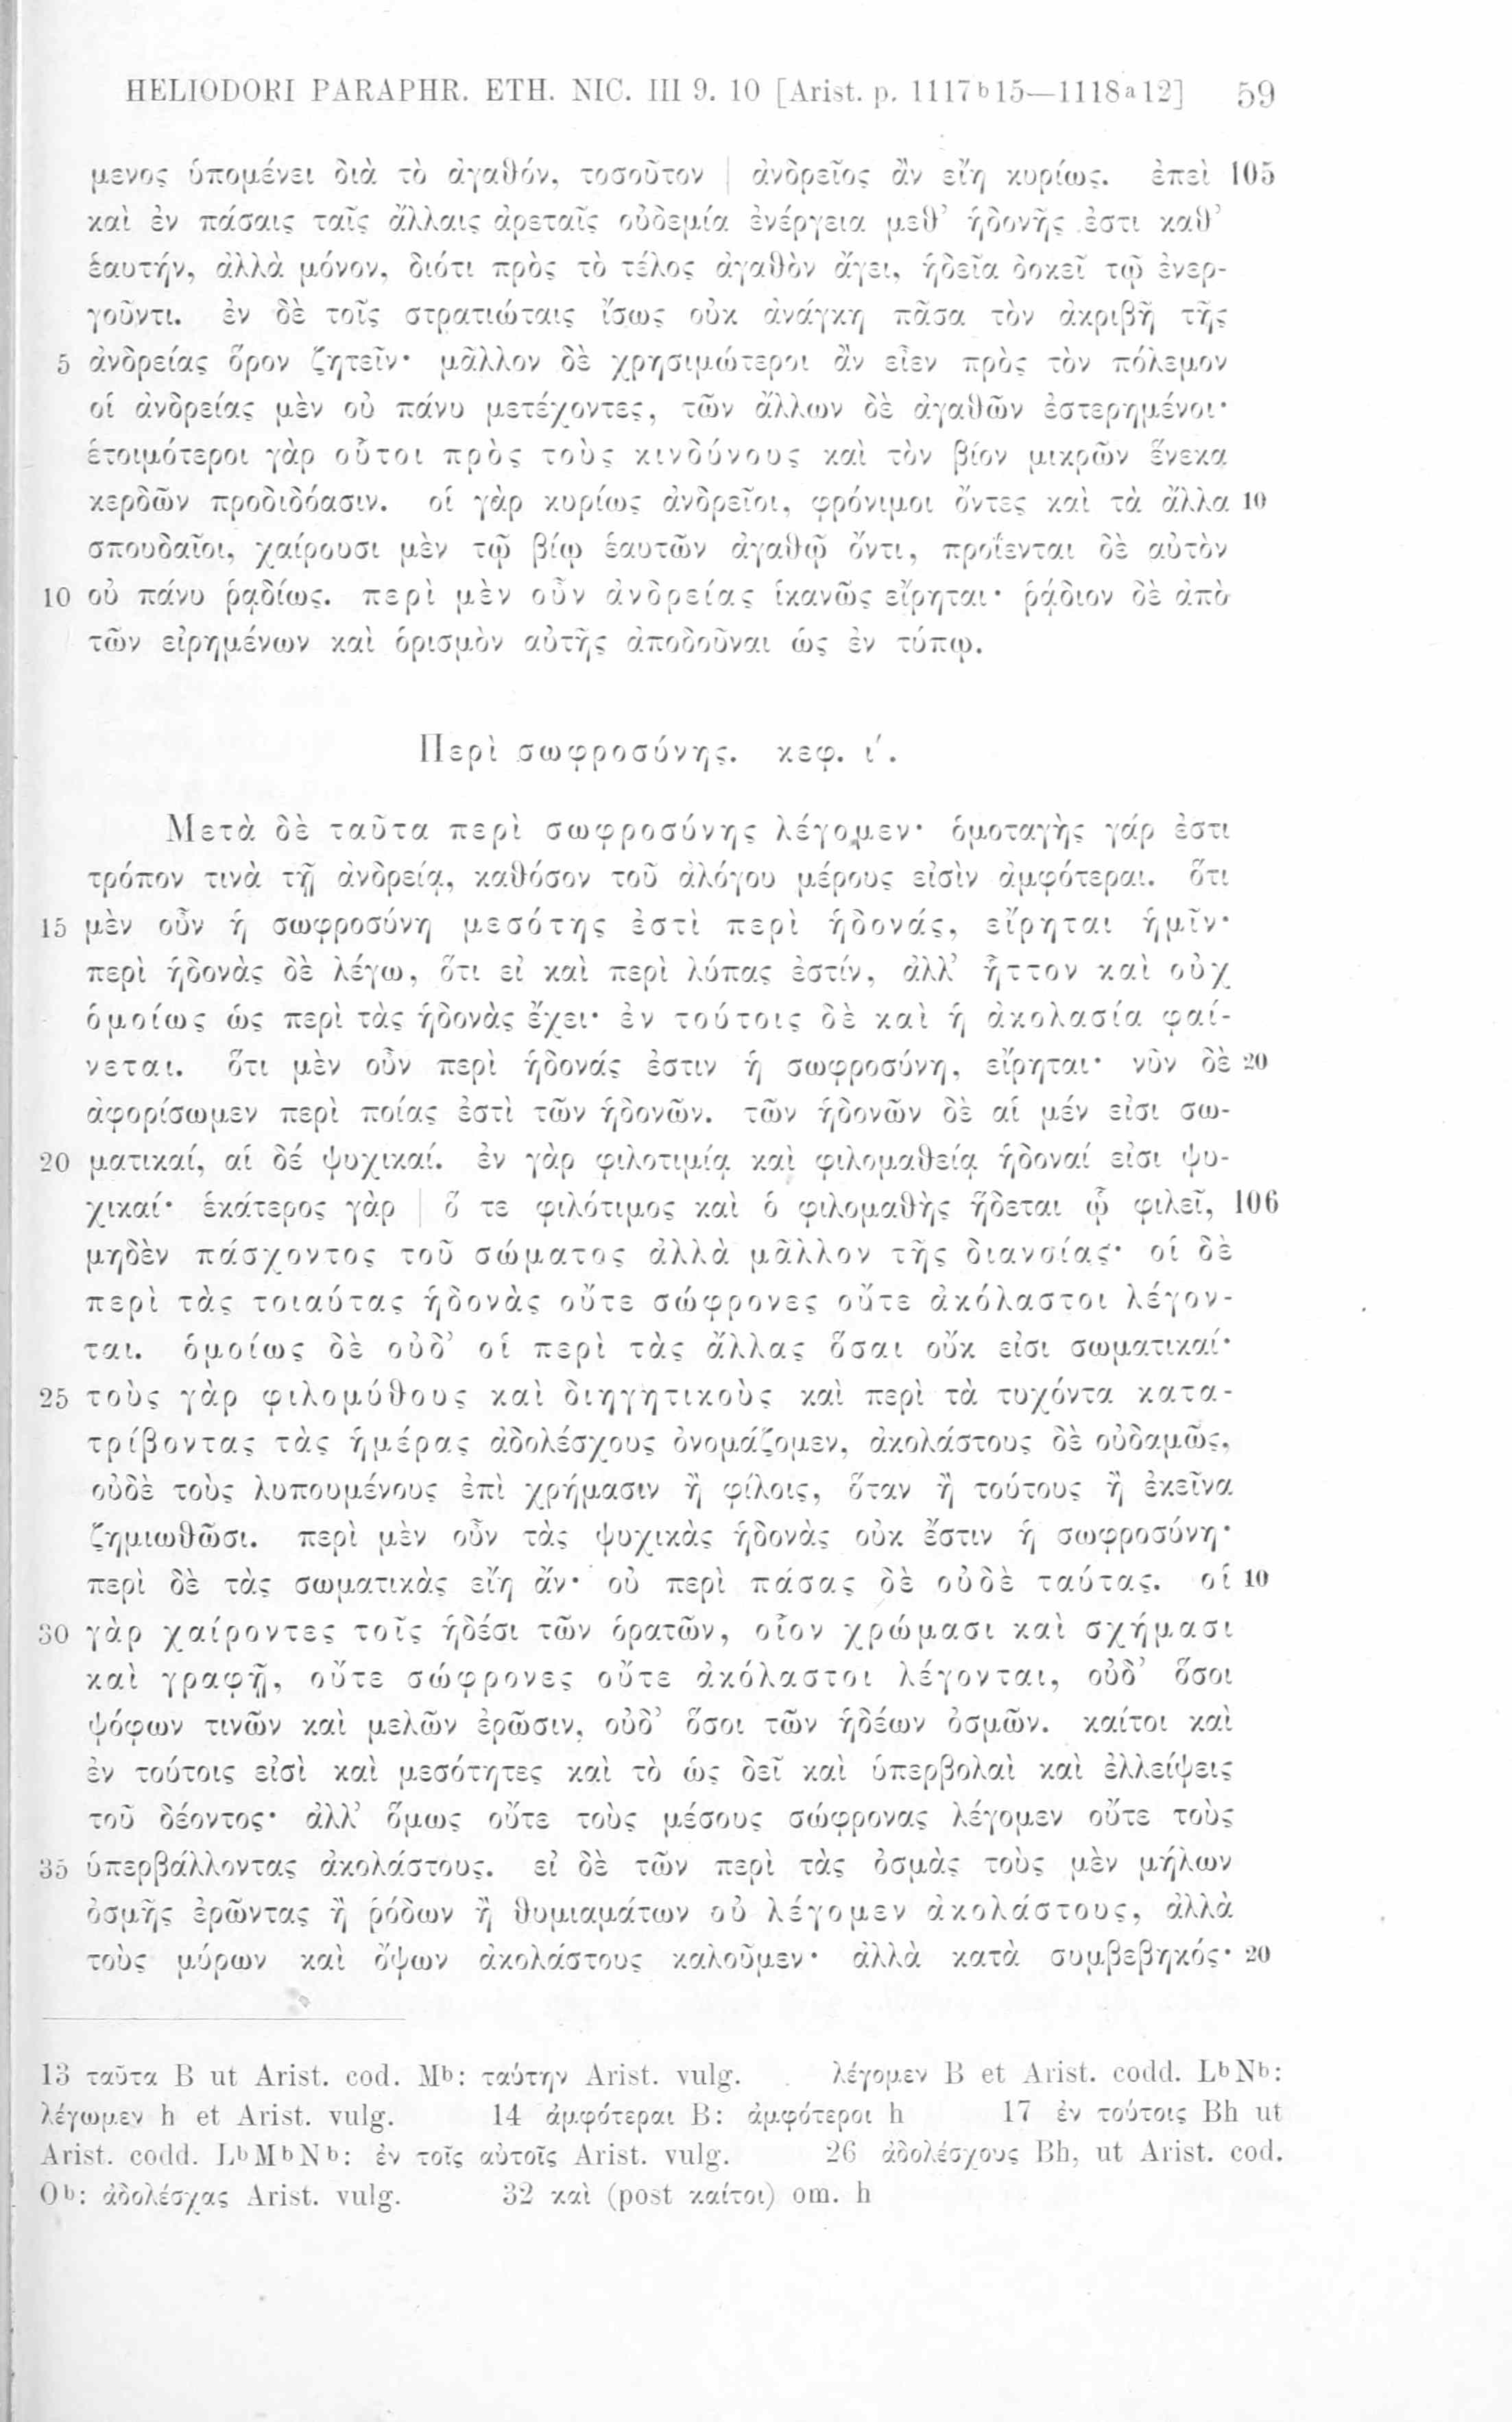 HELIODORI PARAPHR. ETH. NIC. III 9. 10 [Arist. p. 1117ᵇ15—1118ᵃ12] 59
μενος ὑπομένει διὰ τὸ ἀγαθόν, τοσοῦτον | ἀνδρεῖος ἂν εἴη κυρίως. ἐπεὶ 105
καὶ ἐν πάσαις ταῖς ἄλλαις ἀρεταῖς οὐδεμία ἐνέργεια μεθ’ ἡδονῆς ἐστι καθ’
ἑαυτήν, ἀλλὰ μόνον, διότι πρὸς τὸ τέλος ἀγαθὸν ἄγει, ἡδεῖα δοκεῖ τῷ ἐνερ-
γοῦντι. ἐν δὲ τοῖς στρατιώταις ἴσως οὐκ ἀνάγκη πᾶσα τὸν ἀκριβῆ τῆς
5 ἀνδρείας ὅρον ζητεῖν· μᾶλλον δὲ χρησιμώτεροι ἂν εἶεν πρὸς τὸν πόλεμον
οἱ ἀνδρείας μὲν οὐ πάνυ μετέχοντες, τῶν ἄλλων δὲ ἀγαθῶν ἐστερημένοι·
ἑτοιμότεροι γὰρ οὗτοι πρὸς τοὺς κινδύνους καὶ τὸν βίον μικρῶν ἕνεκα
κερδῶν προδιδόασιν. οἱ γὰρ κυρίως ἀνδρεῖοι, φρόνιμοι ὄντες καὶ τὰ ἄλλα 10
σπουδαῖοι, χαίρουσι μὲν τῷ βίῳ ἑαυτῶν ἀγαθῷ ὄντι, προΐενται δὲ αὐτὸν
10 οὐ πάνυ ῥᾳδίως. περὶ μὲν οὖν ἀνδρείας ἱκανῶς εἴρηται· ῥᾴδιον δὲ ἀπὸ
τῶν εἰρημένων καὶ ὁρισμὸν αὐτῆς ἀποδοῦναι ὡς ἐν τύπῳ.
Περὶ σωφροσύνης. κεφ. ι΄.
Μετὰ δὲ ταῦτα περὶ σωφροσύνης λέγομεν· ὁμοταγὴς γάρ ἐστι
τρόπον τινὰ τῇ ἀνδρείᾳ, καθόσον τοῦ ἀλόγου μέρους εἰσὶν ἀμφότεραι. ὅτι
15 μὲν οὖν ἡ σωφροσύνη μεσότης ἐστὶ περὶ ἡδονάς, εἴρηται ἡμῖν·
περὶ ἡδονὰς δὲ λέγω, ὅτι εἰ καὶ περὶ λύπας ἐστίν, ἀλλ’ ἧττον καὶ οὐχ
ὁμοίως ὡς περὶ τὰς ἡδονὰς ἔχει· ἐν τούτοις δὲ καὶ ἡ ἀκολασία φαί-
νεται. ὅτι μὲν οὖν περὶ ἡδονάς ἐστιν ἡ σωφροσύνη, εἴρηται· νῦν δὲ 20
ἀφορίσωμεν περὶ ποίας ἐστὶ τῶν ἡδονῶν. τῶν ἡδονῶν δὲ αἱ μέν εἰσι σω-
20 ματικαί, αἱ δέ ψυχικαί. ἐν γὰρ φιλοτιμίᾳ καὶ φιλομαθείᾳ ἡδοναί εἰσι ψυ-
χικαί· ἑκάτερος γὰρ | ὅ τε φιλότιμος καὶ ὁ φιλομαθὴς ἥδεται ᾧ φιλεῖ, 106
μηδὲν πάσχοντος τοῦ σώματος ἀλλὰ μᾶλλον τῆς διανοίας· οἱ δὲ
περὶ τὰς τοιαύτας ἡδονὰς οὔτε σώφρονες οὔτε ἀκόλαστοι λέγον-
ται. ὁμοίως δὲ οὐδ’ οἱ περὶ τὰς ἄλλας ὅσαι οὔκ εἰσι σωματικαί·
25 τοὺς γὰρ φιλομύθους καὶ διηγητικοὺς καὶ περὶ τὰ τυχόντα κατα-
τρίβοντας τὰς ἡμέρας ἀδολέσχους ὀνομάζομεν, ἀκολάστους δὲ οὐδαμῶς,
οὐδὲ τοὺς λυπουμένους ἐπὶ χρήμασιν ἢ φίλοις, ὅταν ἢ τούτους ἢ ἐκεῖνα
ζημιωθῶσι. περὶ μὲν οὖν τὰς ψυχικὰς ἡδονὰς οὐκ ἔστιν ἡ σωφροσύνη·
περὶ δὲ τὰς σωματικὰς εἴη ἄν· οὐ περὶ πάσας δὲ οὐδὲ ταύτας. οἱ 10
30 γὰρ χαίροντες τοῖς ἡδέσι τῶν ὁρατῶν, οἷον χρώμασι καὶ σχήμασι
καὶ γραφῇ, οὔτε σώφρονες οὔτε ἀκόλαστοι λέγονται, οὐδ’ ὅσοι
ψόφων τινῶν καὶ μελῶν ἐρῶσιν, οὐδ’ ὅσοι τῶν ἡδέων ὀσμῶν. καίτοι καὶ
ἐν τούτοις εἰσὶ καὶ μεσότητες καὶ τὸ ὡς δεῖ καὶ ὑπερβολαὶ καὶ ἐλλείψεις
τοῦ δέοντος· ἀλλ’ ὅμως οὔτε τοὺς μέσους σώφρονας λέγομεν οὔτε τοὺς
35 ὑπερβάλλοντας ἀκολάστους. εἰ δὲ τῶν περὶ τὰς ὀσμὰς τοὺς μὲν μήλων
ὀσμῆς ἐρῶντας ἢ ῥόδων ἢ θυμιαμάτων οὐ λέγομεν ἀκολάστους, ἀλλὰ
τοὺς μύρων καὶ ὄψων ἀκολάστους καλοῦμεν· ἀλλὰ κατὰ συμβεβηκός· 20
13 ταῦτα B ut Arist. cod. Mᵇ: ταύτην Arist. vulg. λέγομεν B et Arist. codd. LᵇNᵇ:
λέγωμεν h et Arist. vulg. 14 ἀμφότεραι B: ἀμφότεροι h 17 ἐν τούτοις Bh ut
Arist. codd. LᵇMᵇNᵇ: ἐν τοῖς αὐτοῖς Arist. vulg. 26 ἀδολέσχους Bh, ut Arist. cod.
Oᵇ: ἀδολέσχας Arist. vulg. 32 καὶ (post καίτοι) om. h